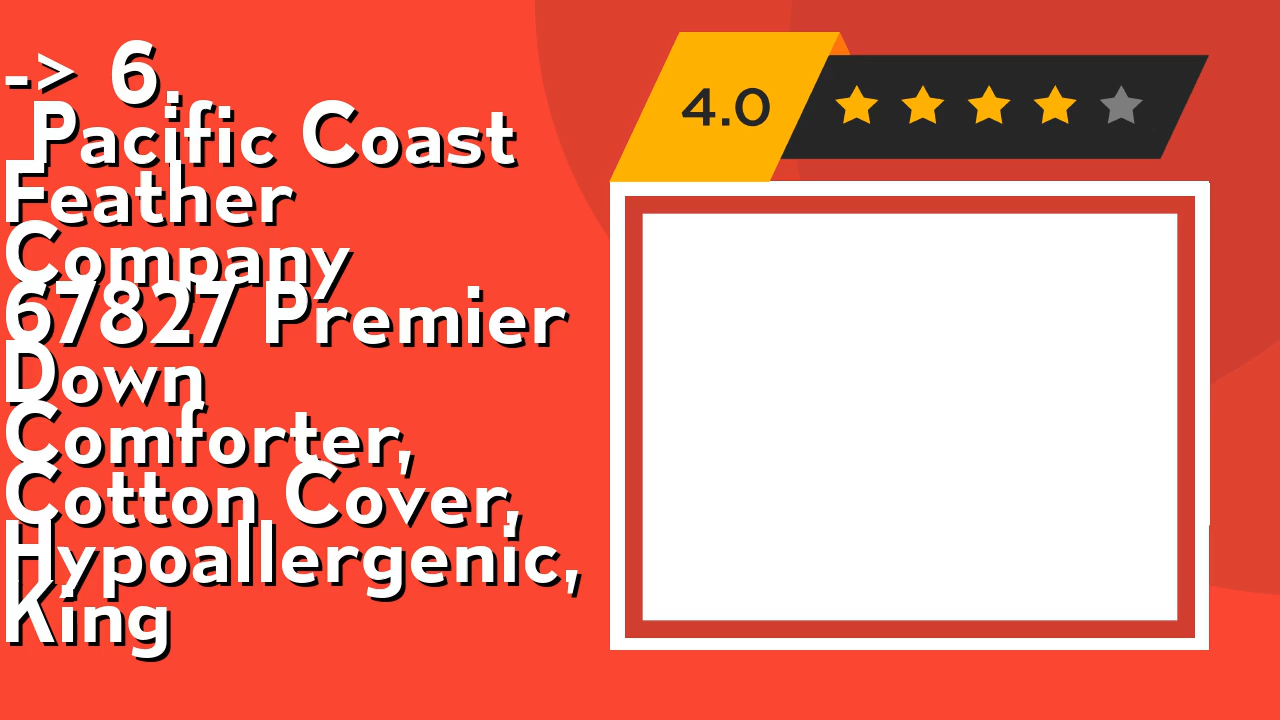 -> 6.
Pacific Coast
Feather
Company
67827 Premier
Down
Comforter,
Cotton Cover,
Hypoallergenic,
King
4.0